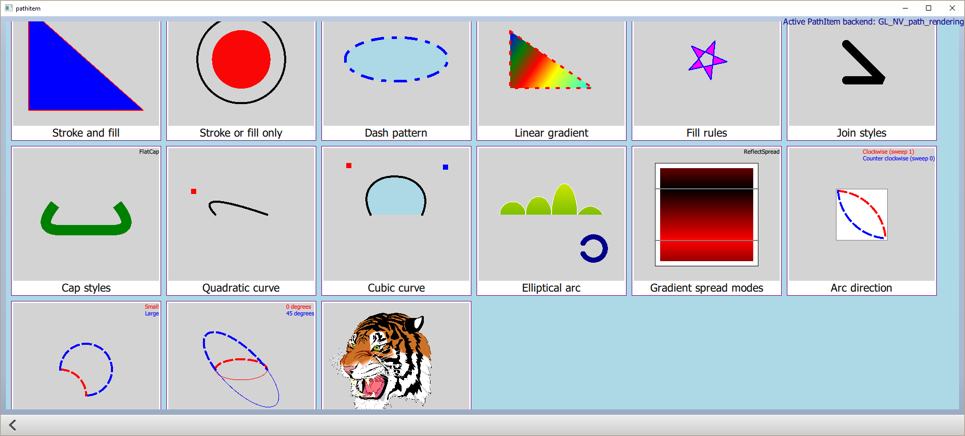 pathitem
Active PathItem backend: GL_NV_path_rendering
Stroke and fill
Stroke or fill only
Dash pattern
Linear gradient
Fill rules
Join styles
FlatCap
ReflectSpread
Clockwise (sweep 1)
Counter clockwise (sweep 0)
Cap styles
Quadratic curve
Cubic curve
Elliptical arc
Gradient spread modes
Arc direction
Small
Large
0 degrees
45 degrees